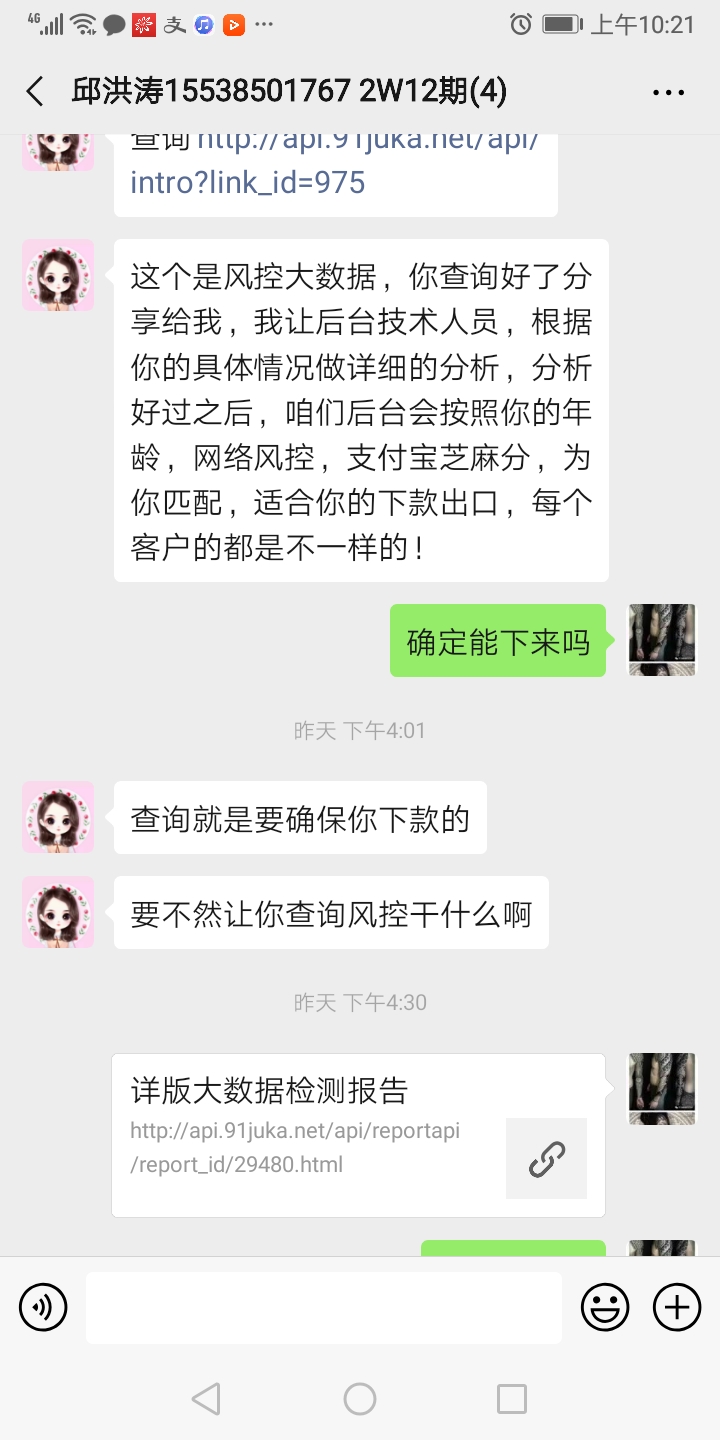 4G
上午10:21
邱洪涛15538501767 2W12期(4)
查询 http://api.91juka.net/api/
intro?link_id=975
这个是风控大数据，你查询好了分
享给我，我让后台技术人员，根据
你的具体情况做详细的分析，分析
好过之后，咱们后台会按照你的年
龄，网络风控，支付宝芝麻分，为
你匹配，适合你的下款出口，每个
客户的都是不一样的！
确定能下来吗
昨天 下午4:01
查询就是要确保你下款的
要不然让你查询风控干什么啊
昨天 下午4:30
详版大数据检测报告
http://api.91juka.net/api/reportapi
/report_id/29480.html